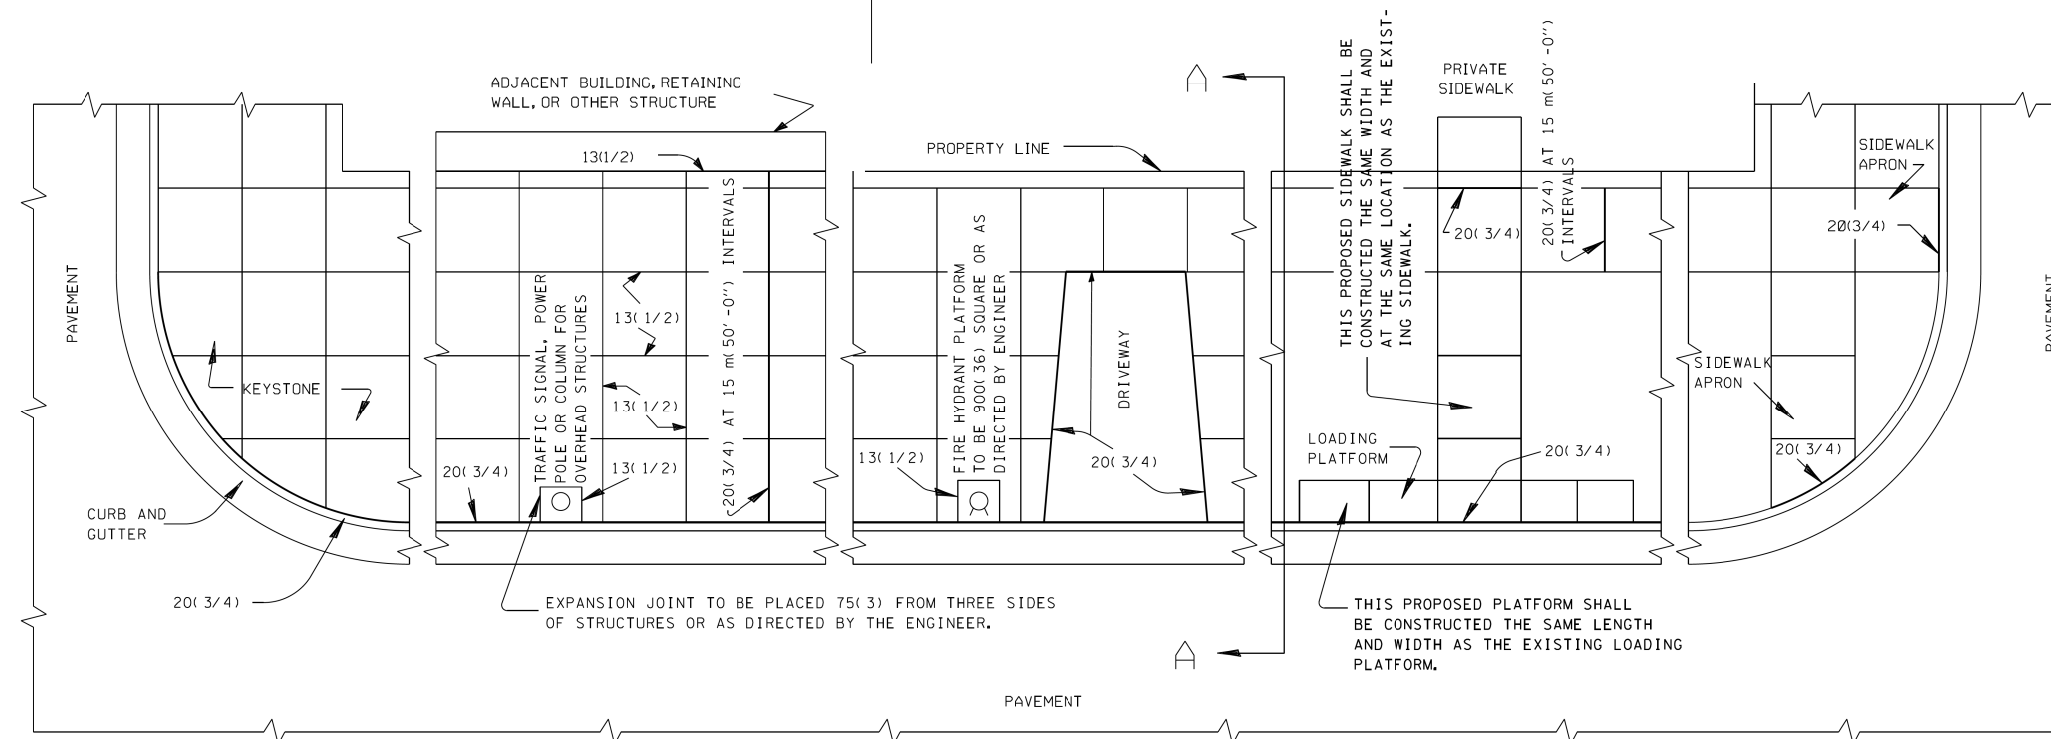 ADJACENT BUILDING, RETAINING
WALL, OR OTHER STRUCTURE
13(1/2)
PROPERTY LINE
A
THIS PROPOSED SIDEWALK SHALL BE
CONSTRUCTED THE SAME WIDTH AND
AT THE SAME LOCATION AS THE EXIST-
ING SIDEWALK.
PRIVATE
SIDEWALK
20(3/4)
20(3/4) AT 15 m(50'-0")
INTERVALS
SIDEWALK
APRON
20(3/4)
PAVEMENT
PAVEMENT
KEYSTONE
CURB AND
GUTTER
20(3/4)
20(3/4)
TRAFFIC SIGNAL, POWER
POLE OR COLUMN FOR
OVERHEAD STRUCTURES
13(1/2)
13(1/2)
13(1/2)
20(3/4) AT 15 m(50'-0") INTERVALS
13(1/2)
FIRE HYDRANT PLATFORM
TO BE 900(36) SQUARE OR AS
DIRECTED BY ENGINEER
DRIVEWAY
20(3/4)
LOADING
PLATFORM
20(3/4)
SIDEWALK
APRON
20(3/4)
EXPANSION JOINT TO BE PLACED 75(3) FROM THREE SIDES
OF STRUCTURES OR AS DIRECTED BY THE ENGINEER.
THIS PROPOSED PLATFORM SHALL
BE CONSTRUCTED THE SAME LENGTH
AND WIDTH AS THE EXISTING LOADING
PLATFORM.
A
PAVEMENT